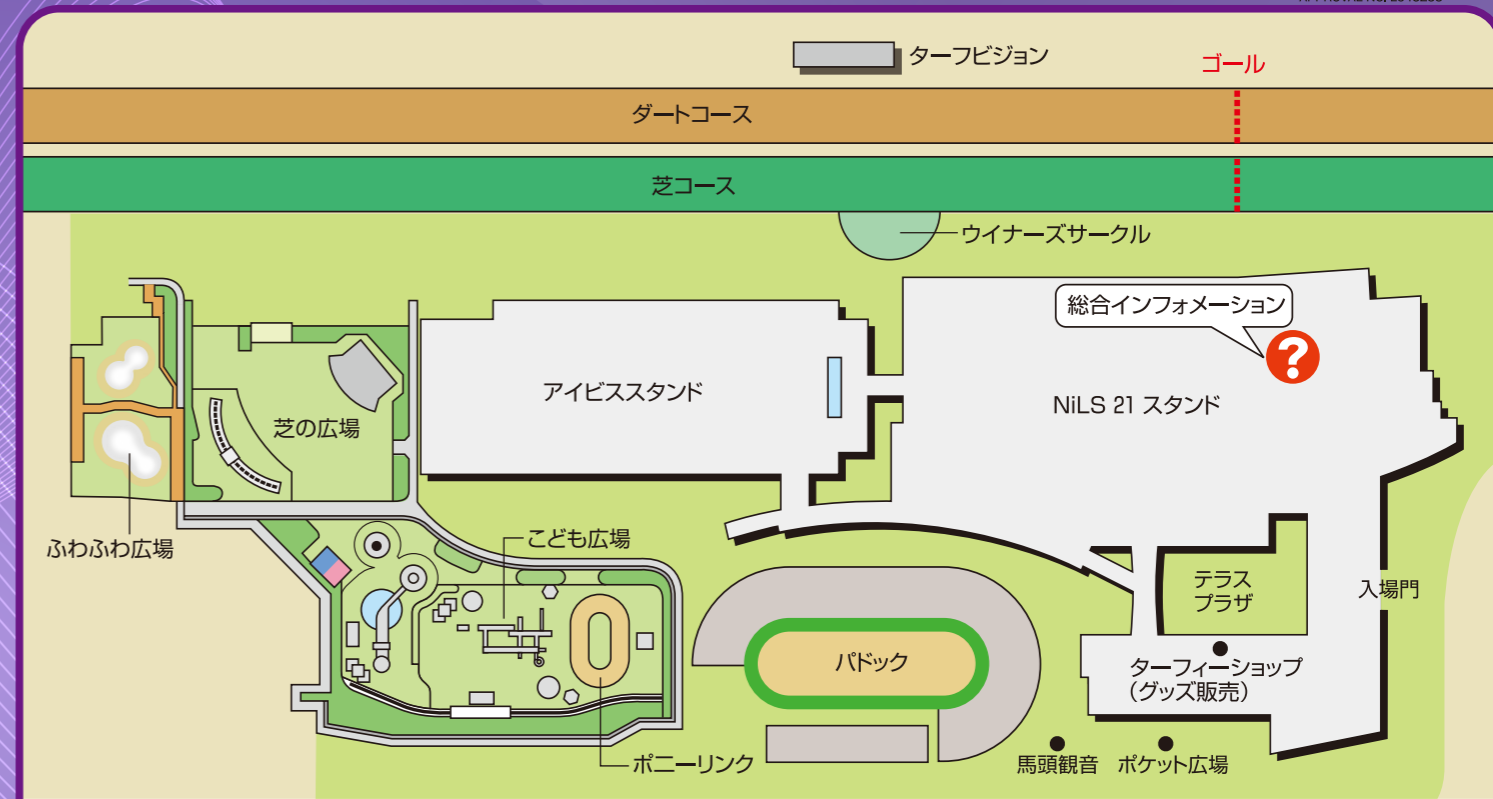 ターフビジョン
ゴール
ダートコース
芝コース
ウイナーズサークル
総合インフォメーション
?
アイビススタンド
NiLS 21 スタンド
芝の広場
ふわふわ広場
こども広場
テラス
プラザ
入場門
パドック
ターフィーショップ
(グッズ販売)
ポニーリンク
馬頭観音
ポケット広場